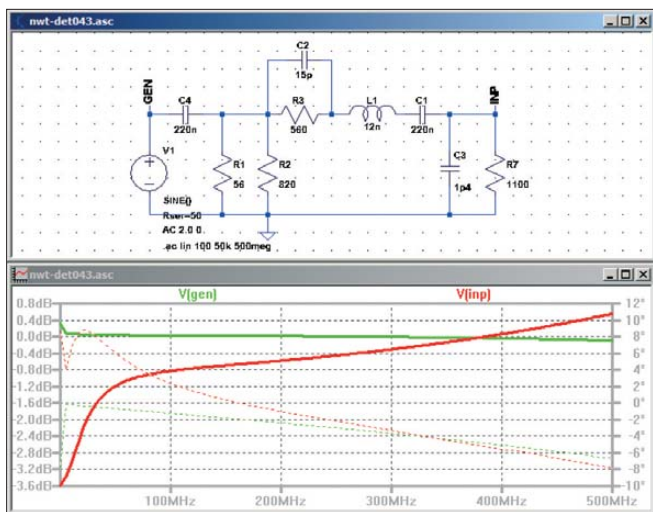 nwt-det043.asc
GEN
C4
220n
V1
SINE()
Rser=50
AC 2.0 0.
.ac lin 100 50k 500meg
R1
56
R2
820
C2
15p
R3
560
L1
12n
C1
220n
C3
1p4
INP
R7
1100
nwt-det043.asc
V(gen) V(inp)
0.8dB 12°
0.4dB 10°
0.0dB 8°
-0.4dB 6°
-0.8dB 4°
-1.2dB 2°
-1.6dB 0°
-2.0dB -2°
-2.4dB -4°
-2.8dB -6°
-3.2dB -8°
-3.6dB -10°
100MHz 200MHz 300MHz 400MHz 500MHz